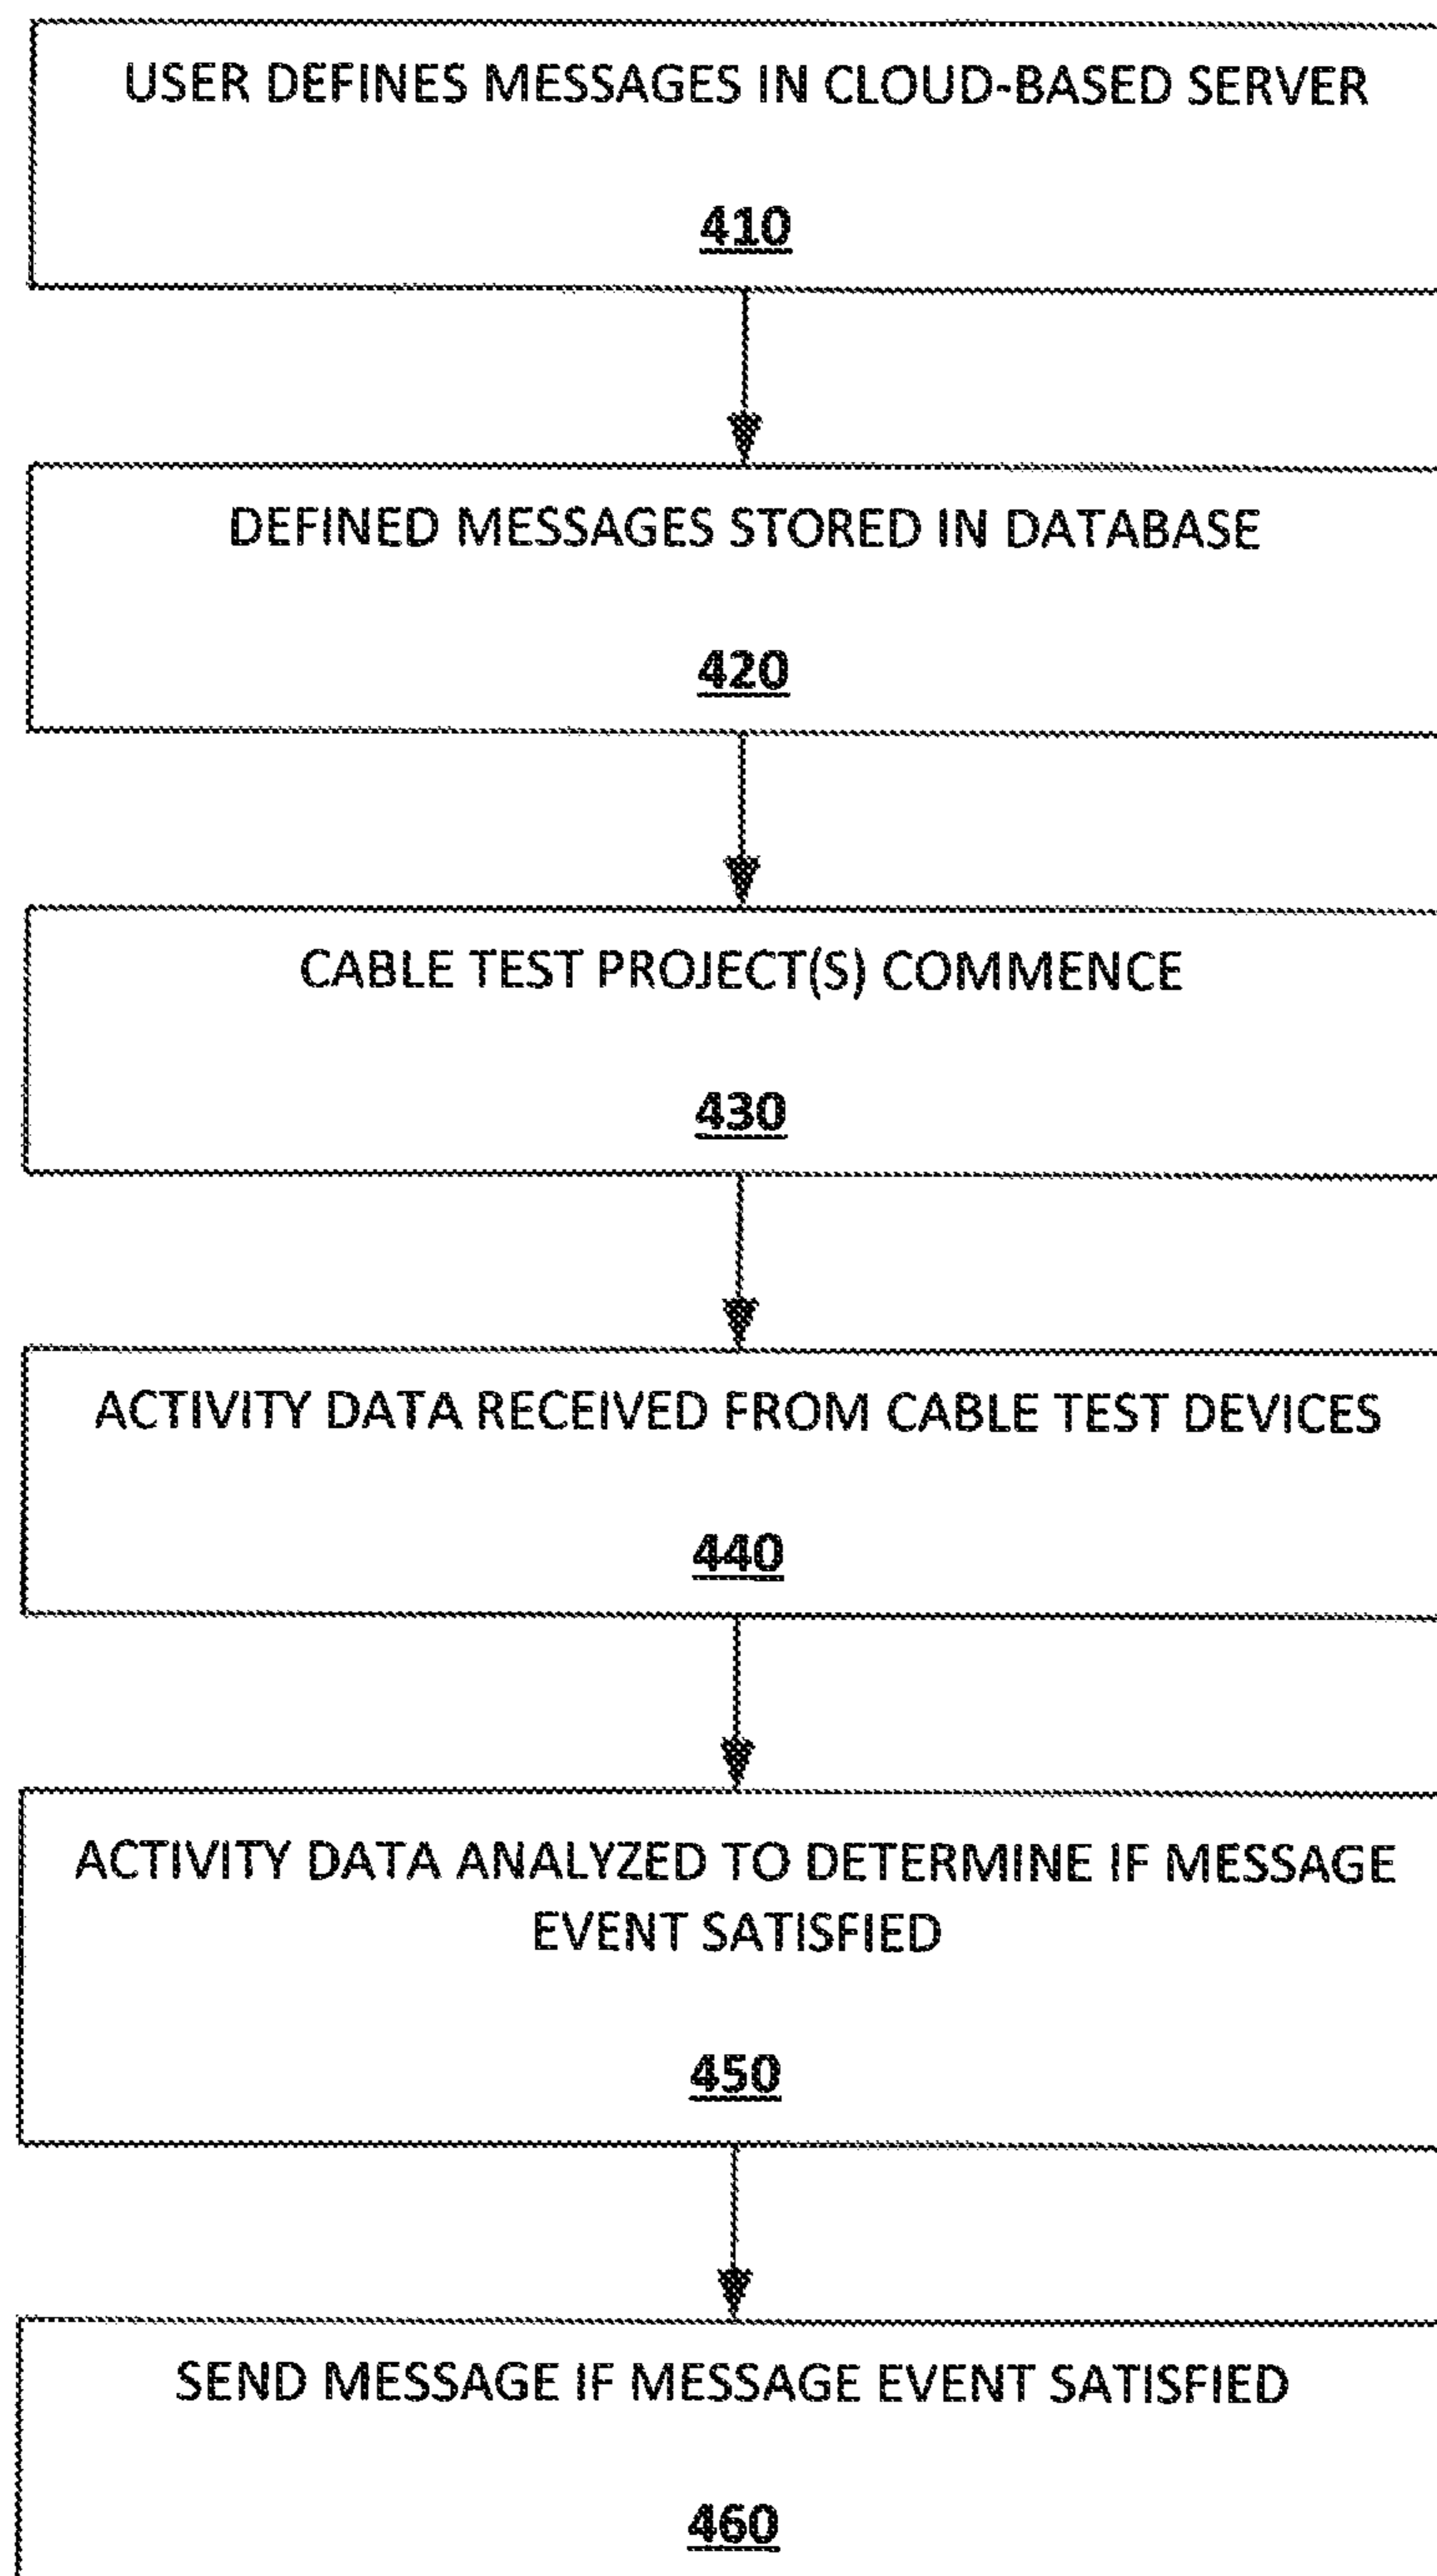 USER DEFINES MESSAGES IN CLOUD-BASED SERVER
410
DEFINED MESSAGES STORED IN DATABASE
420
CABLE TEST PROJECT(S) COMMENCE
430
ACTIVITY DATA RECEIVED FROM CABLE TEST DEVICES
440
ACTIVITY DATA ANALYZED TO DETERMINE IF MESSAGE
EVENT SATISFIED
450
SEND MESSAGE IF MESSAGE EVENT SATISFIED
460